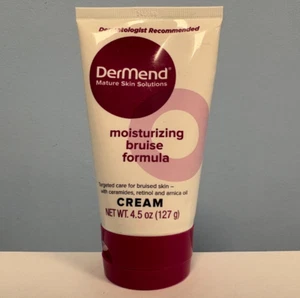 Dermatologist Recommended
DerMend®
Mature Skin Solutions
moisturizing
bruise
formula
Targeted care for bruised skin –
with ceramides, retinol and arnica oil
CREAM
NET WT. 4.5 oz (127 g)